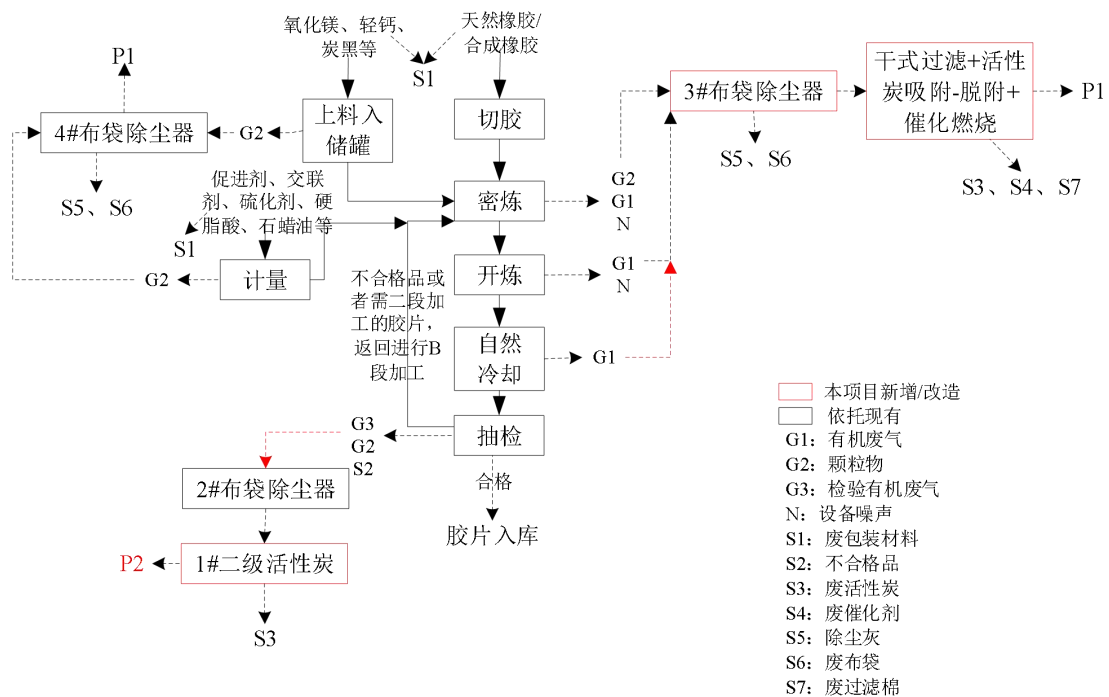 氧化镁、轻钙、
炭黑等
天然橡胶/
合成橡胶
S1
P1
4#布袋除尘器
G2
上料入
储罐
切胶
3#布袋除尘器
干式过滤+活性
炭吸附-脱附+
催化燃烧
P1
S5、S6
S3、S4、S7
S5、S6
促进剂、交联
剂、硫化剂、硬
脂酸、石蜡油等
S1
密炼
G2
G1
N
G2
计量
开炼
G1
N
不合格品或
者需二段加
工的胶片，
返回进行B
段加工
自然
冷却
G1
抽检
G3
G2
S2
合格
胶片入库
2#布袋除尘器
1#二级活性炭
P2
S3
本项目新增/改造
依托现有
G1：有机废气
G2：颗粒物
G3：检验有机废气
N：设备噪声
S1：废包装材料
S2：不合格品
S3：废活性炭
S4：废催化剂
S5：除尘灰
S6：废布袋
S7：废过滤棉